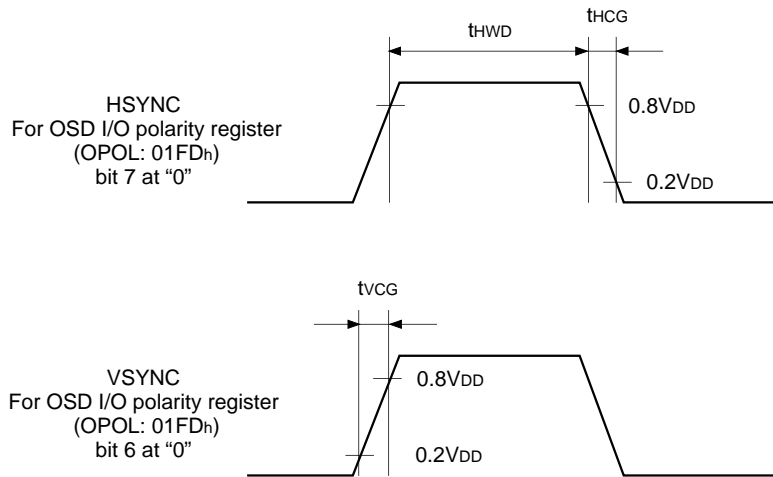 tHWD
tHCG
HSYNC
For OSD I/O polarity register
(OPOL: 01FDh)
bit 7 at “0”
0.8VDD
0.2VDD
tVCG
VSYNC
For OSD I/O polarity register
(OPOL: 01FDh)
bit 6 at “0”
0.8VDD
0.2VDD